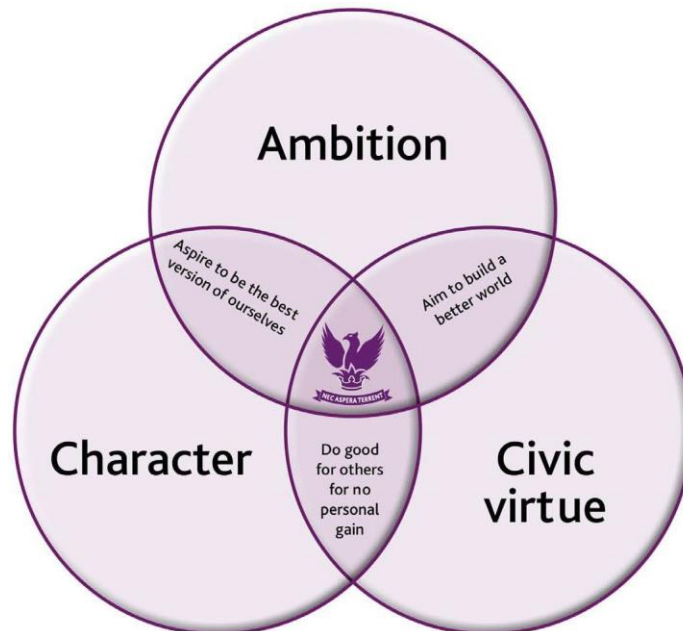 Ambition
Aspire to be the best
version of ourselves
Aim to build a
better world
NEC ASPERA TERRENT
Character
Do good
for others
for no
personal
gain
Civic
virtue